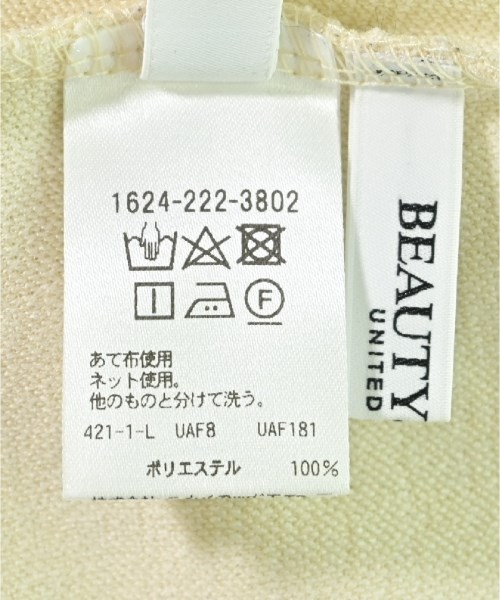 1624-222-3802
F
あて布使用
ネット使用。
他のものと分けて洗う。
421-1-L UAF8 UAF181
ポリエステル 100%
BEAUTY
UNITED